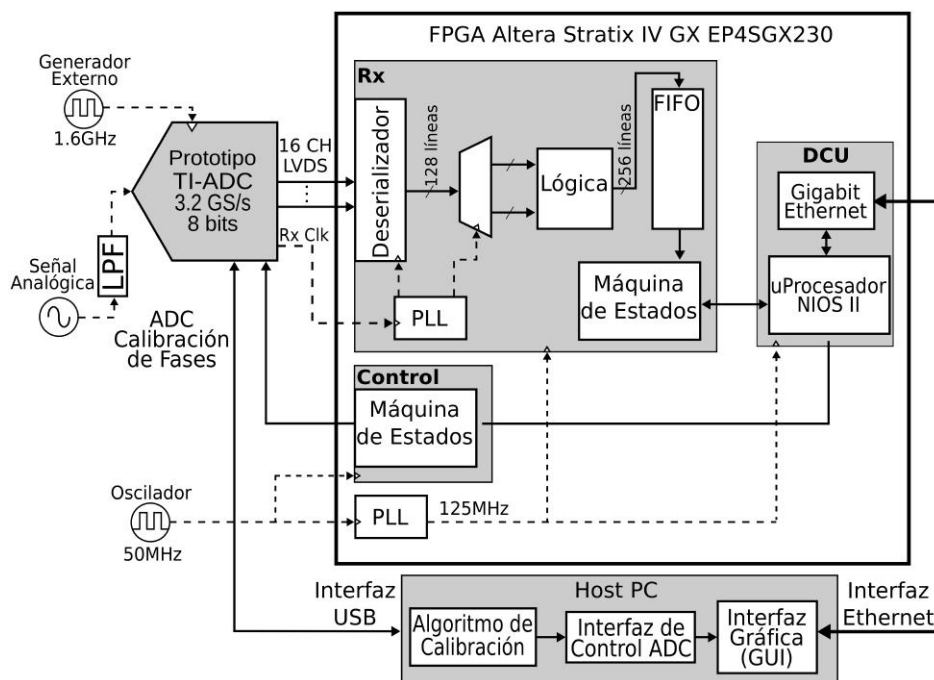 FPGA Altera Stratix IV GX EP4SGX230
Generador
Externo
1.6GHz
Prototipo
TI-ADC
3.2 GS/s
8 bits
16 CH
LVDS
Rx Clk
LPF
Señal
Analógica
ADC
Calibración
de Fases
Rx
Deserializador
128 líneas
Lógica
256 líneas
FIFO
PLL
Máquina
de Estados
DCU
Gigabit
Ethernet
uProcesador
NIOS II
Control
Máquina
de Estados
Oscilador
50MHz
PLL
125MHz
Interfaz
USB
Host PC
Algoritmo de
Calibración
Interfaz de
Control ADC
Interfaz
Gráfica
(GUI)
Interfaz
Ethernet